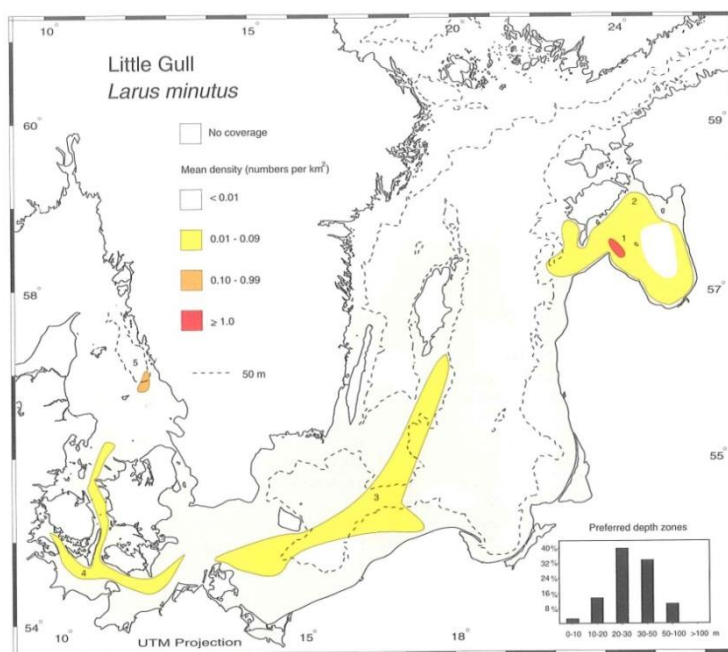 10 15 20 24
Little Gull
Larus minutus
60
59
No coverage
Mean density (numbers per km²)
< 0.01
0.01 - 0.09
0.10 - 0.99
≥ 1.0
50 m
2
6
6
1
58
57
5
6
55
3
4
Preferred depth zones
40%
32%
24%
16%
8%
0-10 10-20 20-30 30-50 50-100 >100 m
54
10 15 18
UTM Projection